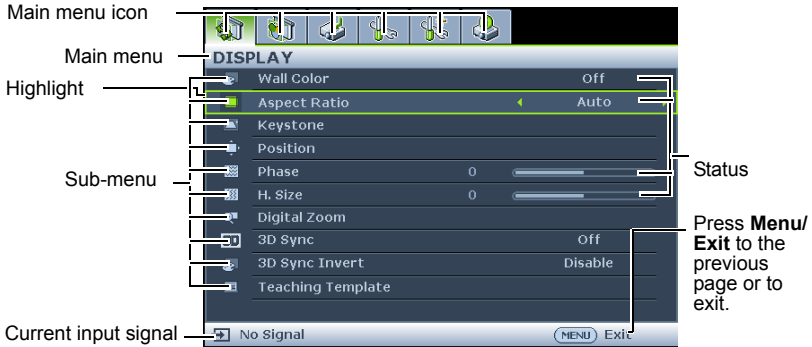 Main menu icon
Main menu
DISPLAY
Highlight
Wall Color Off
Aspect Ratio Auto
Keystone
Position
Phase 0
H. Size 0
Digital Zoom
3D Sync Off
3D Sync Invert Disable
Teaching Template
Sub-menu
Status
Press Menu/
Exit to the
previous
page or to
exit.
Current input signal
No Signal
MENU Exit